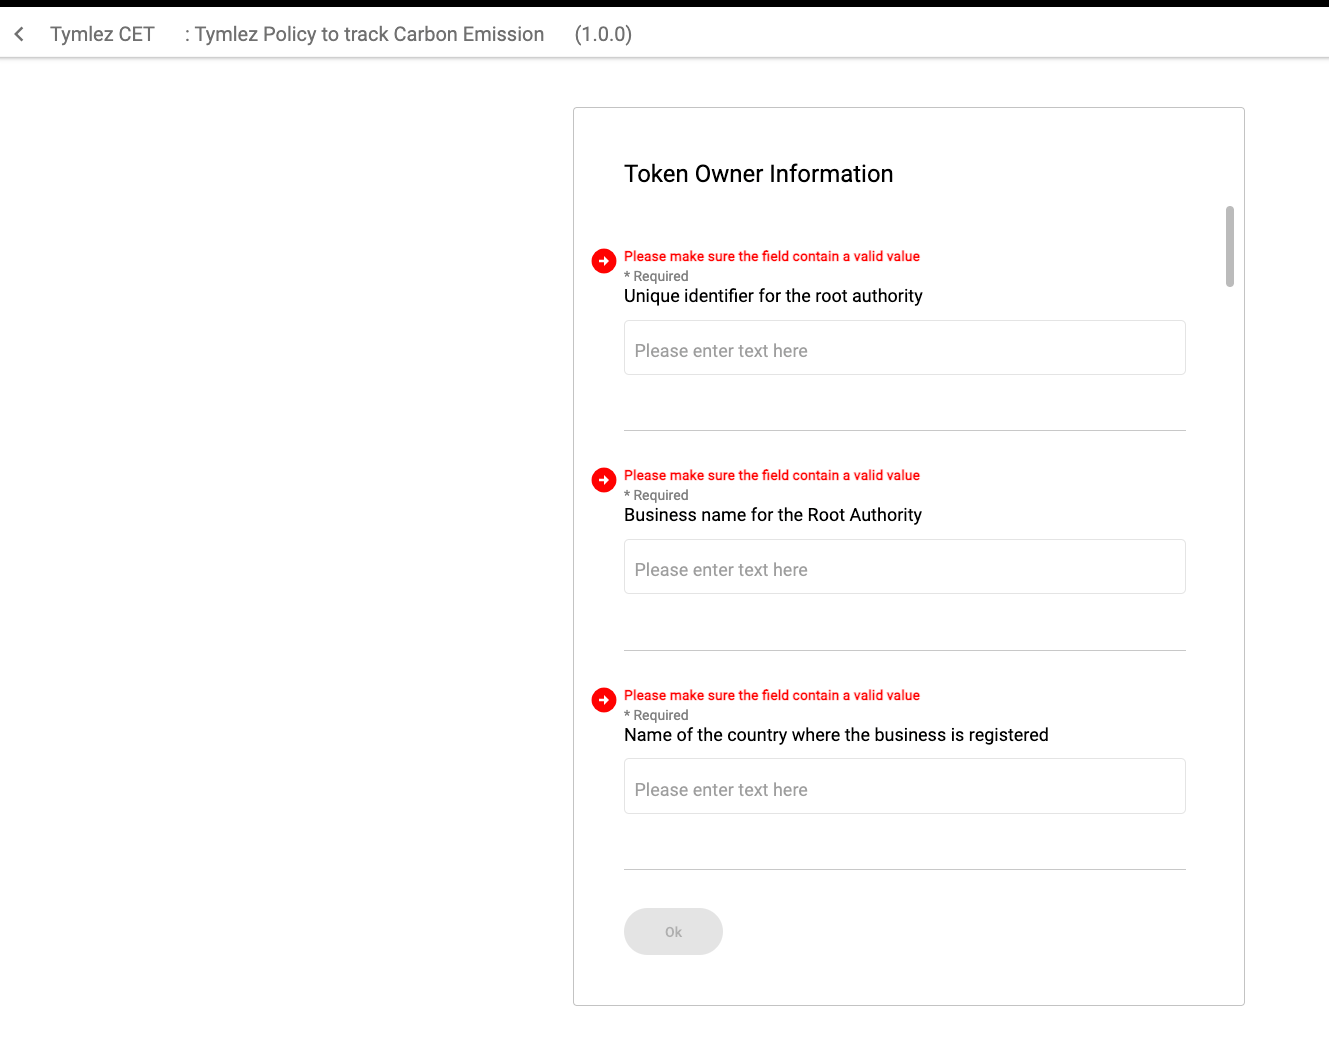 Tymlez CET : Tymlez Policy to track Carbon Emission (1.0.0)
Token Owner Information
Please make sure the field contain a valid value
* Required
Unique identifier for the root authority
Please enter text here
Please make sure the field contain a valid value
* Required
Business name for the Root Authority
Please enter text here
Please make sure the field contain a valid value
* Required
Name of the country where the business is registered
Please enter text here
Ok